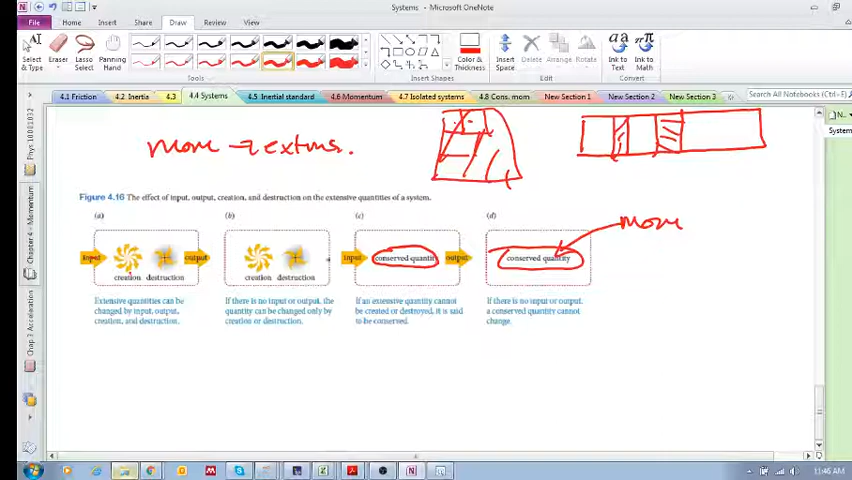 Systems - Microsoft OneNote
File Home Insert Share Draw Review View
Select & Type Eraser Lasso Select Panning Hand Color & Thickness Insert Space Delete Arrange Rotate Ink to Text Ink to Math
Tools Insert Shapes Edit Convert
4.1 Friction 4.2 Inertia 4.3 4.4 Systems 4.5 Inertial standard 4.6 Momentum 4.7 Isolated systems 4.8 Cons. mom New Section 1 New Section 2 New Section 3 Search All Notebooks (Ctrl+E)
Systems
Chapter 4 - Momentum
Chap 3 Acceleration
Figure 4.16 The effect of input, output, creation, and destruction on the extensive quantities of a system.
(a) (b) (c) (d)
input output input conserved quantity output conserved quantity
creation destruction creation destruction
Extensive quantities can be changed by input, output, creation, and destruction.
If there is no input or output, the quantity can be changed only by creation or destruction.
If an extensive quantity cannot be created or destroyed, it is said to be conserved.
If there is no input or output, a conserved quantity cannot change.
11:46 AM